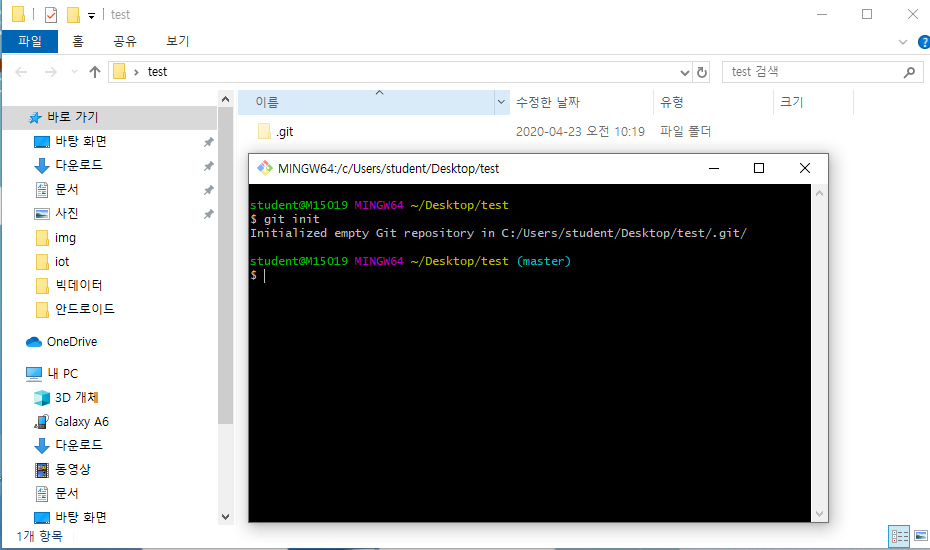 test
파일 홈 공유 보기
test
test 검색
이름 수정한 날짜 유형 크기
.git 2020-04-23 오전 10:19 파일 폴더
바로 가기
바탕 화면
다운로드
문서
사진
img
iot
빅데이터
안드로이드
OneDrive
내 PC
3D 개체
Galaxy A6
다운로드
동영상
문서
바탕 화면
1개 항목
MINGW64:/c/Users/student/Desktop/test
student@M15019 MINGW64 ~/Desktop/test
$ git init
Initialized empty Git repository in C:/Users/student/Desktop/test/.git/
student@M15019 MINGW64 ~/Desktop/test (master)
$